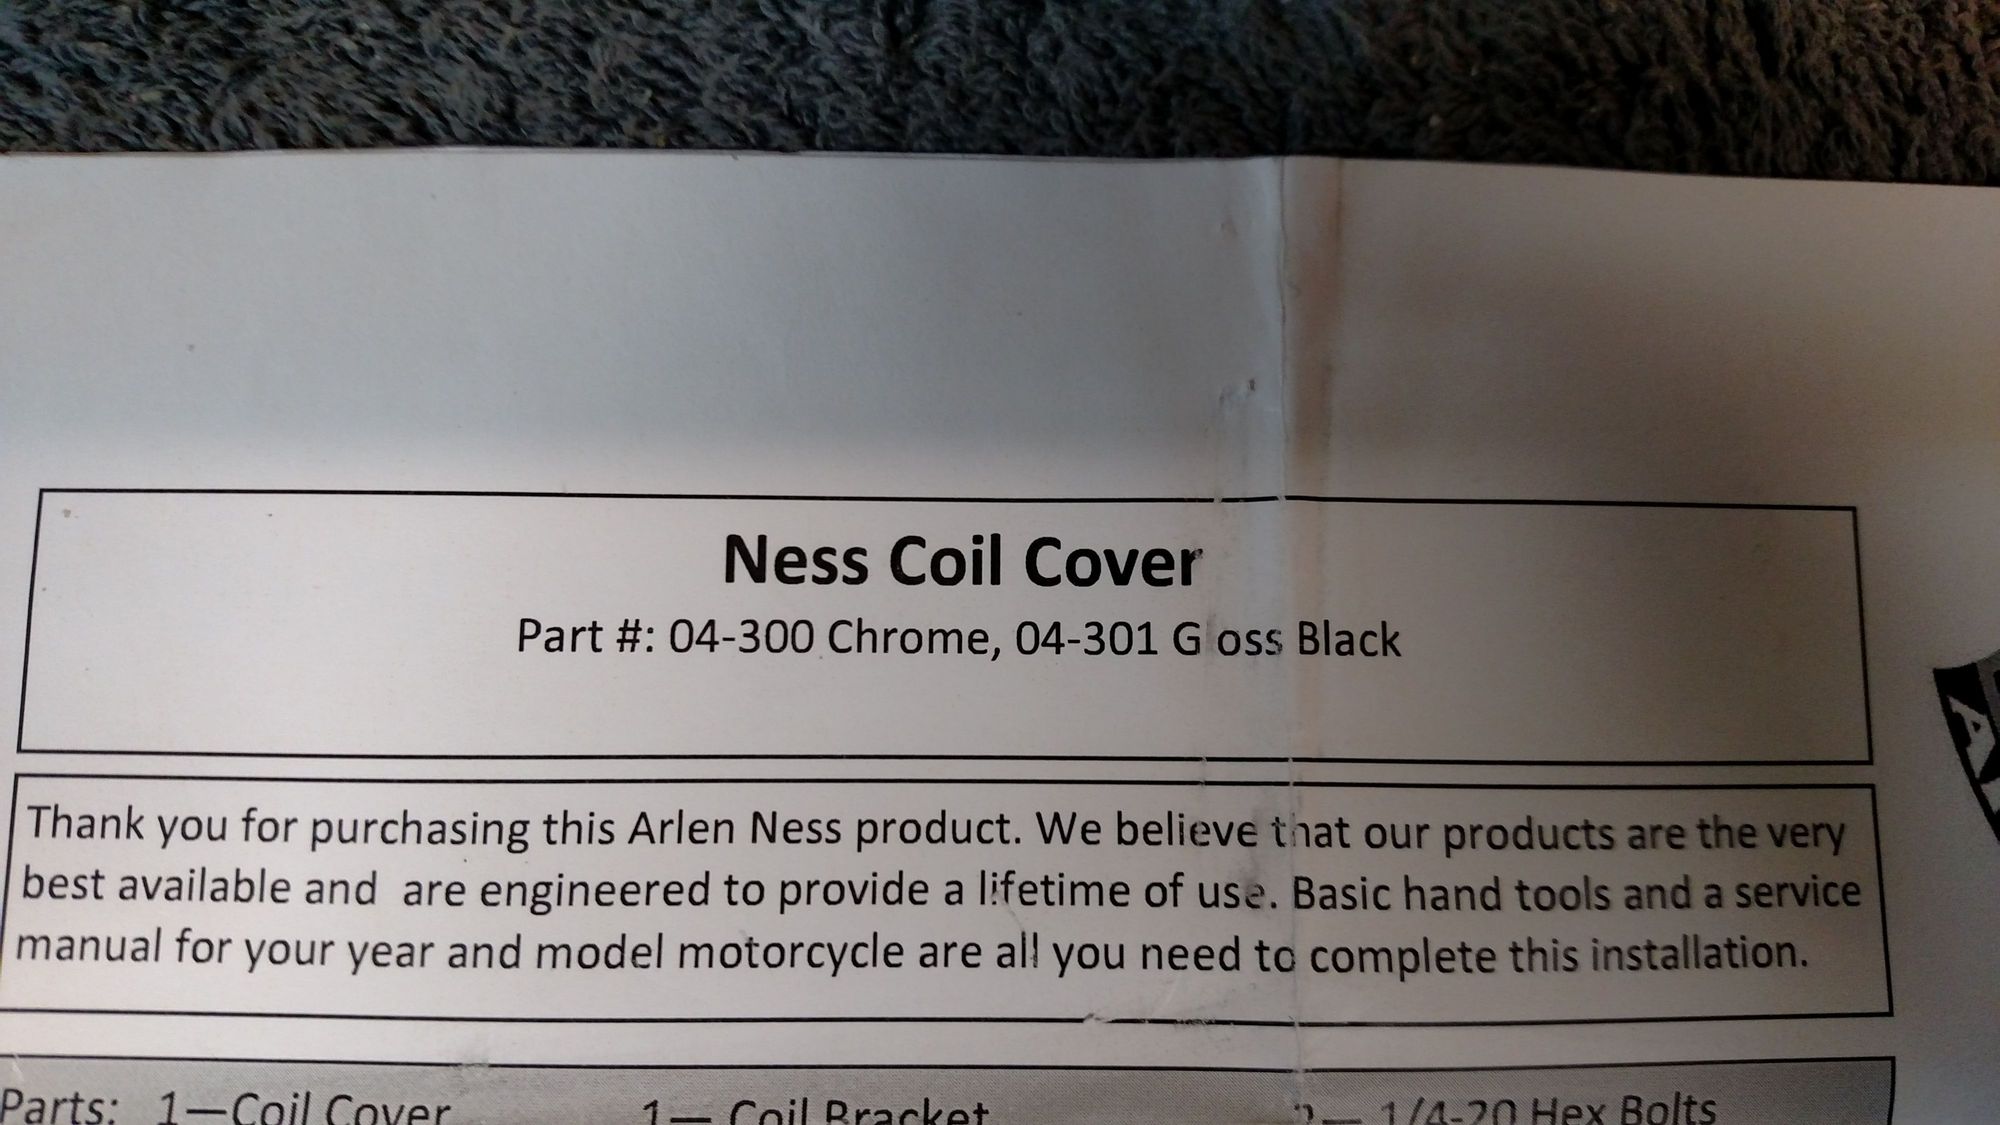 Ness Coil Cover
Part #: 04-300 Chrome, 04-301 Gloss Black
Thank you for purchasing this Arlen Ness product. We believe that our products are the very
best available and  are engineered to provide a lifetime of use. Basic hand tools and a service
manual for your year and model motorcycle are all you need to complete this installation.
Parts: 1—Coil Cover 1— Coil Bracket 2— 1/4-20 Hex Bolts